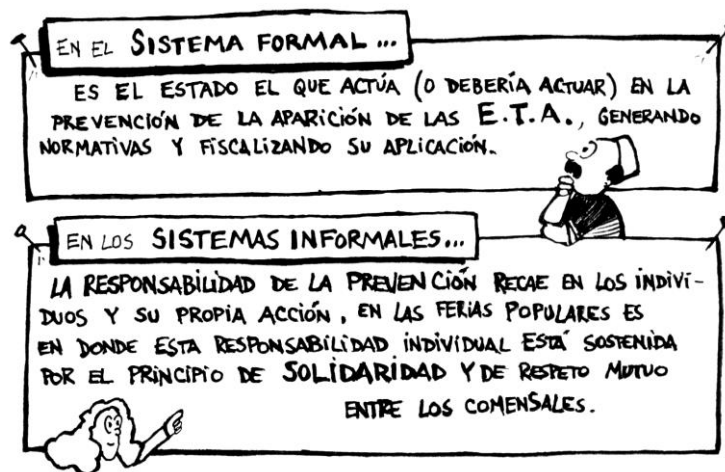 EN EL SISTEMA FORMAL...
ES EL ESTADO EL QUE ACTÚA (O DEBERÍA ACTUAR) EN LA
PREVENCIÓN DE LA APARICIÓN DE LAS E.T.A., GENERANDO
NORMATIVAS Y FISCALIZANDO SU APLICACIÓN.
EN LOS SISTEMAS INFORMALES...
LA RESPONSABILIDAD DE LA PREVENCIÓN RECAE EN LOS INDIVI-
DUOS Y SU PROPIA ACCIÓN, EN LAS FERIAS POPULARES ES
EN DONDE ESTA RESPONSABILIDAD INDIVIDUAL ESTÁ SOSTENIDA
POR EL PRINCIPIO DE SOLIDARIDAD Y DE RESPETO MUTUO
ENTRE LOS COMENSALES.